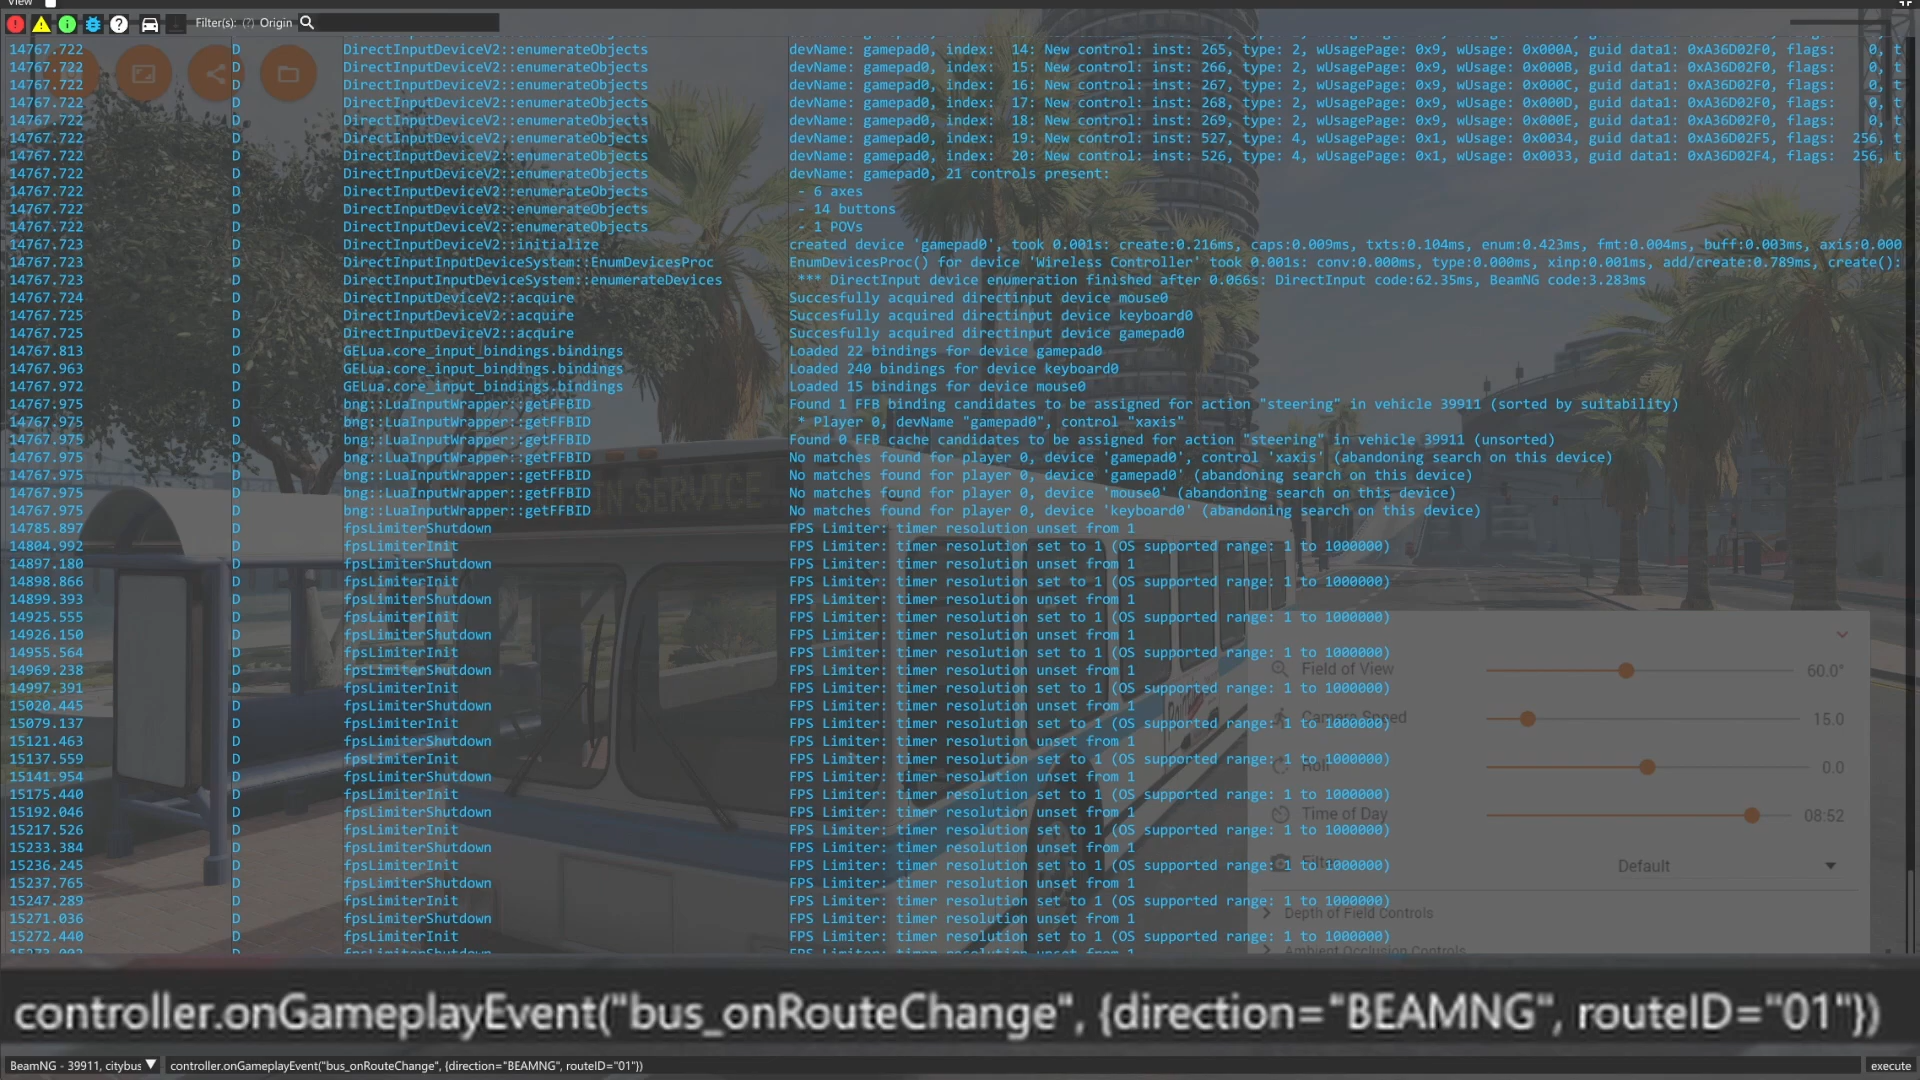 View
Filter(s): (?) Origin
14767.722 D DirectInputDeviceV2::enumerateObjects devName: gamepad0, index: 14: New control: inst: 265, type: 2, wUsagePage: 0x9, wUsage: 0x000A, guid data1: 0xA36D02F0, flags: 0, t
14767.722 D DirectInputDeviceV2::enumerateObjects devName: gamepad0, index: 15: New control: inst: 266, type: 2, wUsagePage: 0x9, wUsage: 0x000B, guid data1: 0xA36D02F0, flags: 0, t
14767.722 D DirectInputDeviceV2::enumerateObjects devName: gamepad0, index: 16: New control: inst: 267, type: 2, wUsagePage: 0x9, wUsage: 0x000C, guid data1: 0xA36D02F0, flags: 0, t
14767.722 D DirectInputDeviceV2::enumerateObjects devName: gamepad0, index: 17: New control: inst: 268, type: 2, wUsagePage: 0x9, wUsage: 0x000D, guid data1: 0xA36D02F0, flags: 0, t
14767.722 D DirectInputDeviceV2::enumerateObjects devName: gamepad0, index: 18: New control: inst: 269, type: 2, wUsagePage: 0x9, wUsage: 0x000E, guid data1: 0xA36D02F0, flags: 0, t
14767.722 D DirectInputDeviceV2::enumerateObjects devName: gamepad0, index: 19: New control: inst: 527, type: 4, wUsagePage: 0x1, wUsage: 0x0034, guid data1: 0xA36D02F5, flags: 256, t
14767.722 D DirectInputDeviceV2::enumerateObjects devName: gamepad0, index: 20: New control: inst: 526, type: 4, wUsagePage: 0x1, wUsage: 0x0033, guid data1: 0xA36D02F4, flags: 256, t
14767.722 D DirectInputDeviceV2::enumerateObjects devName: gamepad0, 21 controls present:
14767.722 D DirectInputDeviceV2::enumerateObjects - 6 axes
14767.722 D DirectInputDeviceV2::enumerateObjects - 14 buttons
14767.722 D DirectInputDeviceV2::enumerateObjects - 1 POVs
14767.723 D DirectInputDeviceV2::initialize created device 'gamepad0', took 0.001s: create:0.216ms, caps:0.009ms, txts:0.104ms, enum:0.423ms, fmt:0.004ms, buff:0.003ms, axis:0.000
14767.723 D DirectInputInputDeviceSystem::EnumDevicesProc EnumDevicesProc() for device 'Wireless Controller' took 0.001s: conv:0.000ms, type:0.000ms, xinp:0.001ms, add/create:0.789ms, create():
14767.723 D DirectInputInputDeviceSystem::enumerateDevices *** DirectInput device enumeration finished after 0.066s: DirectInput code:62.35ms, BeamNG code:3.283ms
14767.724 D DirectInputDeviceV2::acquire Succesfully acquired directinput device mouse0
14767.725 D DirectInputDeviceV2::acquire Succesfully acquired directinput device keyboard0
14767.725 D DirectInputDeviceV2::acquire Succesfully acquired directinput device gamepad0
14767.813 D GELua.core_input_bindings.bindings Loaded 22 bindings for device gamepad0
14767.963 D GELua.core_input_bindings.bindings Loaded 240 bindings for device keyboard0
14767.972 D GELua.core_input_bindings.bindings Loaded 15 bindings for device mouse0
14767.975 D bng::LuaInputWrapper::getFFBID Found 1 FFB binding candidates to be assigned for action "steering" in vehicle 39911 (sorted by suitability)
14767.975 D bng::LuaInputWrapper::getFFBID * Player 0, devName "gamepad0", control "xaxis"
14767.975 D bng::LuaInputWrapper::getFFBID Found 0 FFB cache candidates to be assigned for action "steering" in vehicle 39911 (unsorted)
14767.975 D bng::LuaInputWrapper::getFFBID No matches found for player 0, device 'gamepad0', control 'xaxis' (abandoning search on this device)
14767.975 D bng::LuaInputWrapper::getFFBID No matches found for player 0, device 'gamepad0' (abandoning search on this device)
14767.975 D bng::LuaInputWrapper::getFFBID No matches found for player 0, device 'mouse0' (abandoning search on this device)
14767.975 D bng::LuaInputWrapper::getFFBID No matches found for player 0, device 'keyboard0' (abandoning search on this device)
IN SERVICE
14785.897 D fpsLimiterShutdown FPS Limiter: timer resolution unset from 1
14804.992 D fpsLimiterInit FPS Limiter: timer resolution set to 1 (OS supported range: 1 to 1000000)
14897.180 D fpsLimiterShutdown FPS Limiter: timer resolution unset from 1
14898.866 D fpsLimiterInit FPS Limiter: timer resolution set to 1 (OS supported range: 1 to 1000000)
14899.393 D fpsLimiterShutdown FPS Limiter: timer resolution unset from 1
14925.555 D fpsLimiterInit FPS Limiter: timer resolution set to 1 (OS supported range: 1 to 1000000)
14926.150 D fpsLimiterShutdown FPS Limiter: timer resolution unset from 1
14955.564 D fpsLimiterInit FPS Limiter: timer resolution set to 1 (OS supported range: 1 to 1000000)
14969.238 D fpsLimiterShutdown FPS Limiter: timer resolution unset from 1
Field of View 60.0°
14997.391 D fpsLimiterInit FPS Limiter: timer resolution set to 1 (OS supported range: 1 to 1000000)
15020.445 D fpsLimiterShutdown FPS Limiter: timer resolution unset from 1
Camera Speed 15.0
15079.137 D fpsLimiterInit FPS Limiter: timer resolution set to 1 (OS supported range: 1 to 1000000)
15121.463 D fpsLimiterShutdown FPS Limiter: timer resolution unset from 1
15137.559 D fpsLimiterInit FPS Limiter: timer resolution set to 1 (OS supported range: 1 to 1000000)
Roll 0.0
15141.954 D fpsLimiterShutdown FPS Limiter: timer resolution unset from 1
15175.440 D fpsLimiterInit FPS Limiter: timer resolution set to 1 (OS supported range: 1 to 1000000)
15192.046 D fpsLimiterShutdown FPS Limiter: timer resolution unset from 1
Time of Day 08:52
15217.526 D fpsLimiterInit FPS Limiter: timer resolution set to 1 (OS supported range: 1 to 1000000)
15233.384 D fpsLimiterShutdown FPS Limiter: timer resolution unset from 1
15236.245 D fpsLimiterInit FPS Limiter: timer resolution set to 1 (OS supported range: 1 to 1000000)
Default
15237.765 D fpsLimiterShutdown FPS Limiter: timer resolution unset from 1
15247.289 D fpsLimiterInit FPS Limiter: timer resolution set to 1 (OS supported range: 1 to 1000000)
Depth of Field Controls
15271.036 D fpsLimiterShutdown FPS Limiter: timer resolution unset from 1
15272.440 D fpsLimiterInit FPS Limiter: timer resolution set to 1 (OS supported range: 1 to 1000000)
Ambient Occlusion Controls
controller.onGameplayEvent("bus_onRouteChange", {direction="BEAMNG", routeID="01"})
BeamNG - 39911, citybus controller.onGameplayEvent("bus_onRouteChange", {direction="BEAMNG", routeID="01"}) execute